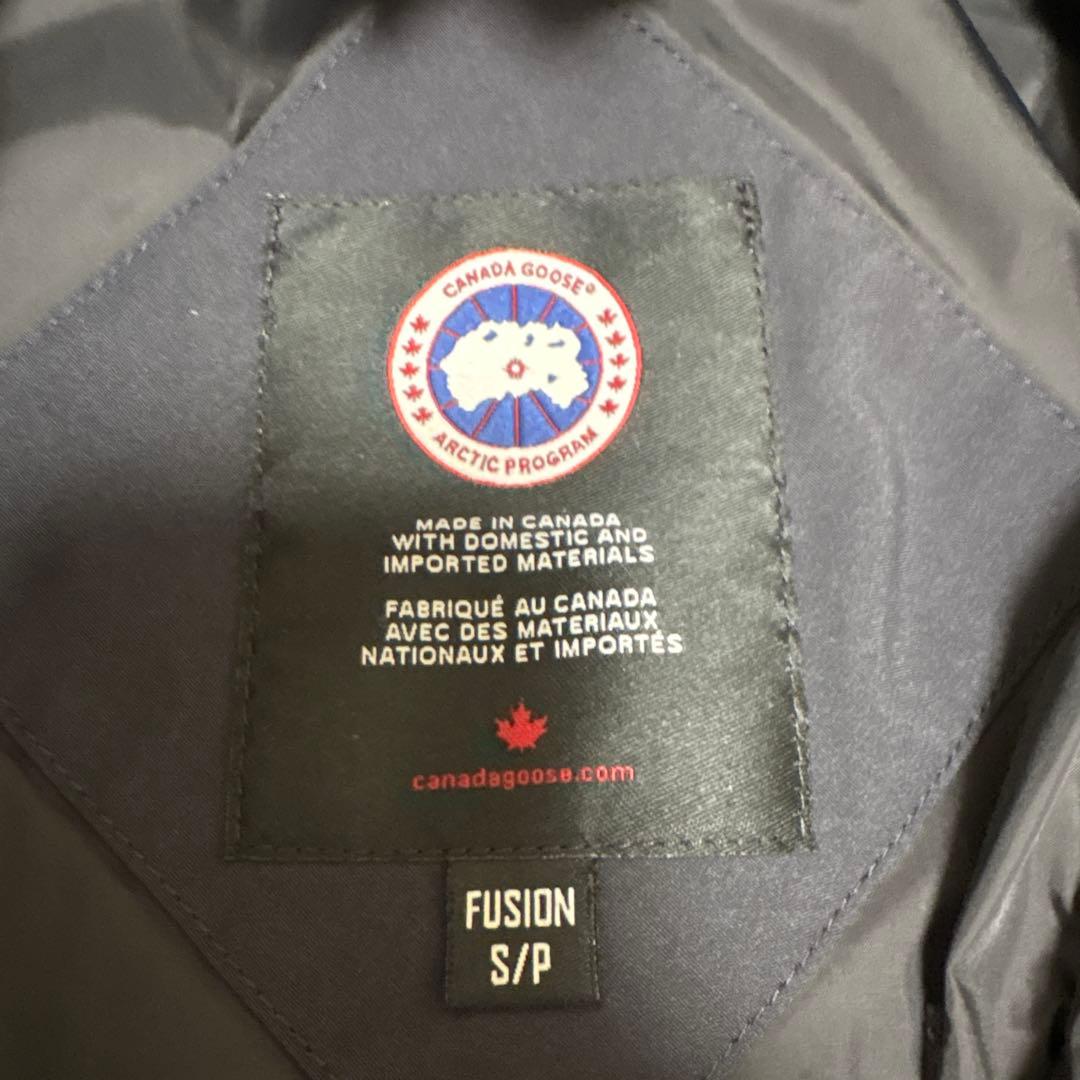 CANADA GOOSE®
ARCTIC PROGRAM
MADE IN CANADA
WITH DOMESTIC AND
IMPORTED MATERIALS
FABRIQUÉ AU CANADA
AVEC DES MATERIAUX
NATIONAUX ET IMPORTÉS
canadagoose.com
FUSION
S/P